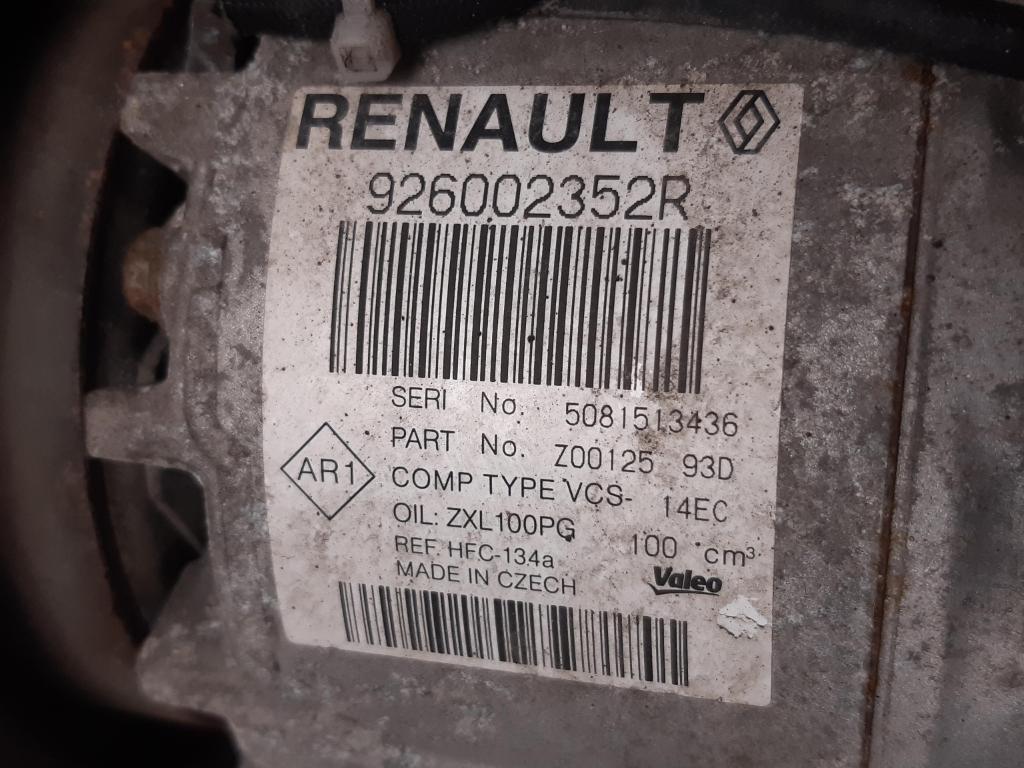 RENAULT
926002352R
SERI No. 5081513436
PART No. Z00125 93D
AR1
COMP TYPE VCS- 14EC
OIL: ZXL100PG 100 cm³
REF. HFC-134a
MADE IN CZECH
Valeo